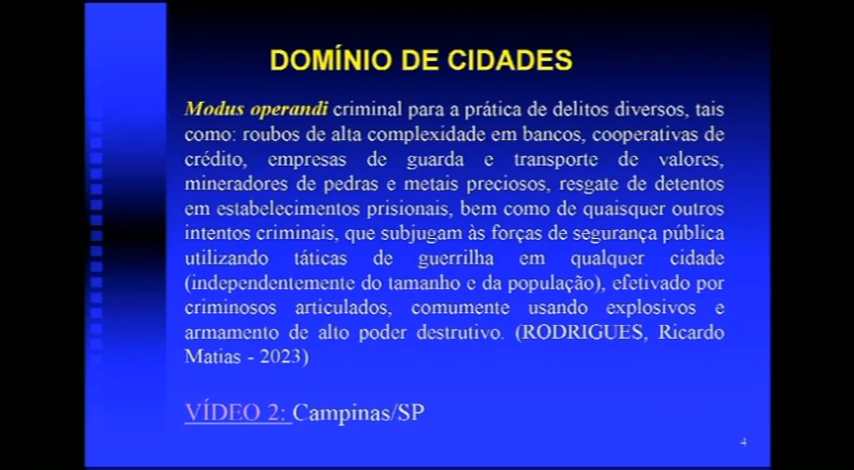 DOMÍNIO DE CIDADES
Modus operandi criminal para a prática de delitos diversos, tais
como: roubos de alta complexidade em bancos, cooperativas de
crédito, empresas de guarda e transporte de valores,
mineradores de pedras e metais preciosos, resgate de detentos
em estabelecimentos prisionais, bem como de quaisquer outros
intentos criminais, que subjugam às forças de segurança pública
utilizando táticas de guerrilha em qualquer cidade
(independentemente do tamanho e da população), efetivado por
criminosos articulados, comumente usando explosivos e
armamento de alto poder destrutivo. (RODRIGUES, Ricardo
Matias - 2023)
VÍDEO 2: Campinas/SP
4